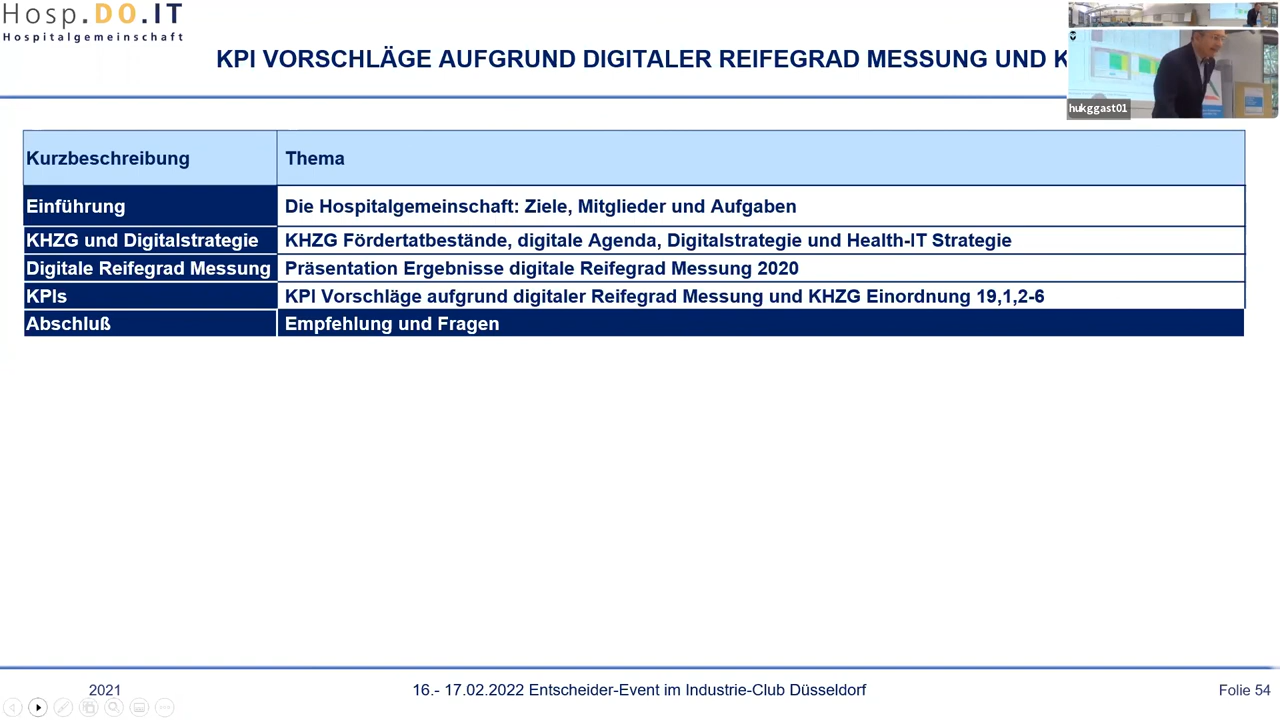 Hosp.DO.IT
Hospitalgemeinschaft
KPI VORSCHLÄGE AUFGRUND DIGITALER REIFEGRAD MESSUNG UND K
hukggast01
Kurzbeschreibung Thema
Einführung Die Hospitalgemeinschaft: Ziele, Mitglieder und Aufgaben
KHZG und Digitalstrategie KHZG Fördertatbestände, digitale Agenda, Digitalstrategie und Health-IT Strategie
Digitale Reifegrad Messung Präsentation Ergebnisse digitale Reifegrad Messung 2020
KPIs KPI Vorschläge aufgrund digitaler Reifegrad Messung und KHZG Einordnung 19,1,2-6
Abschluß Empfehlung und Fragen
2021 16.- 17.02.2022 Entscheider-Event im Industrie-Club Düsseldorf Folie 54